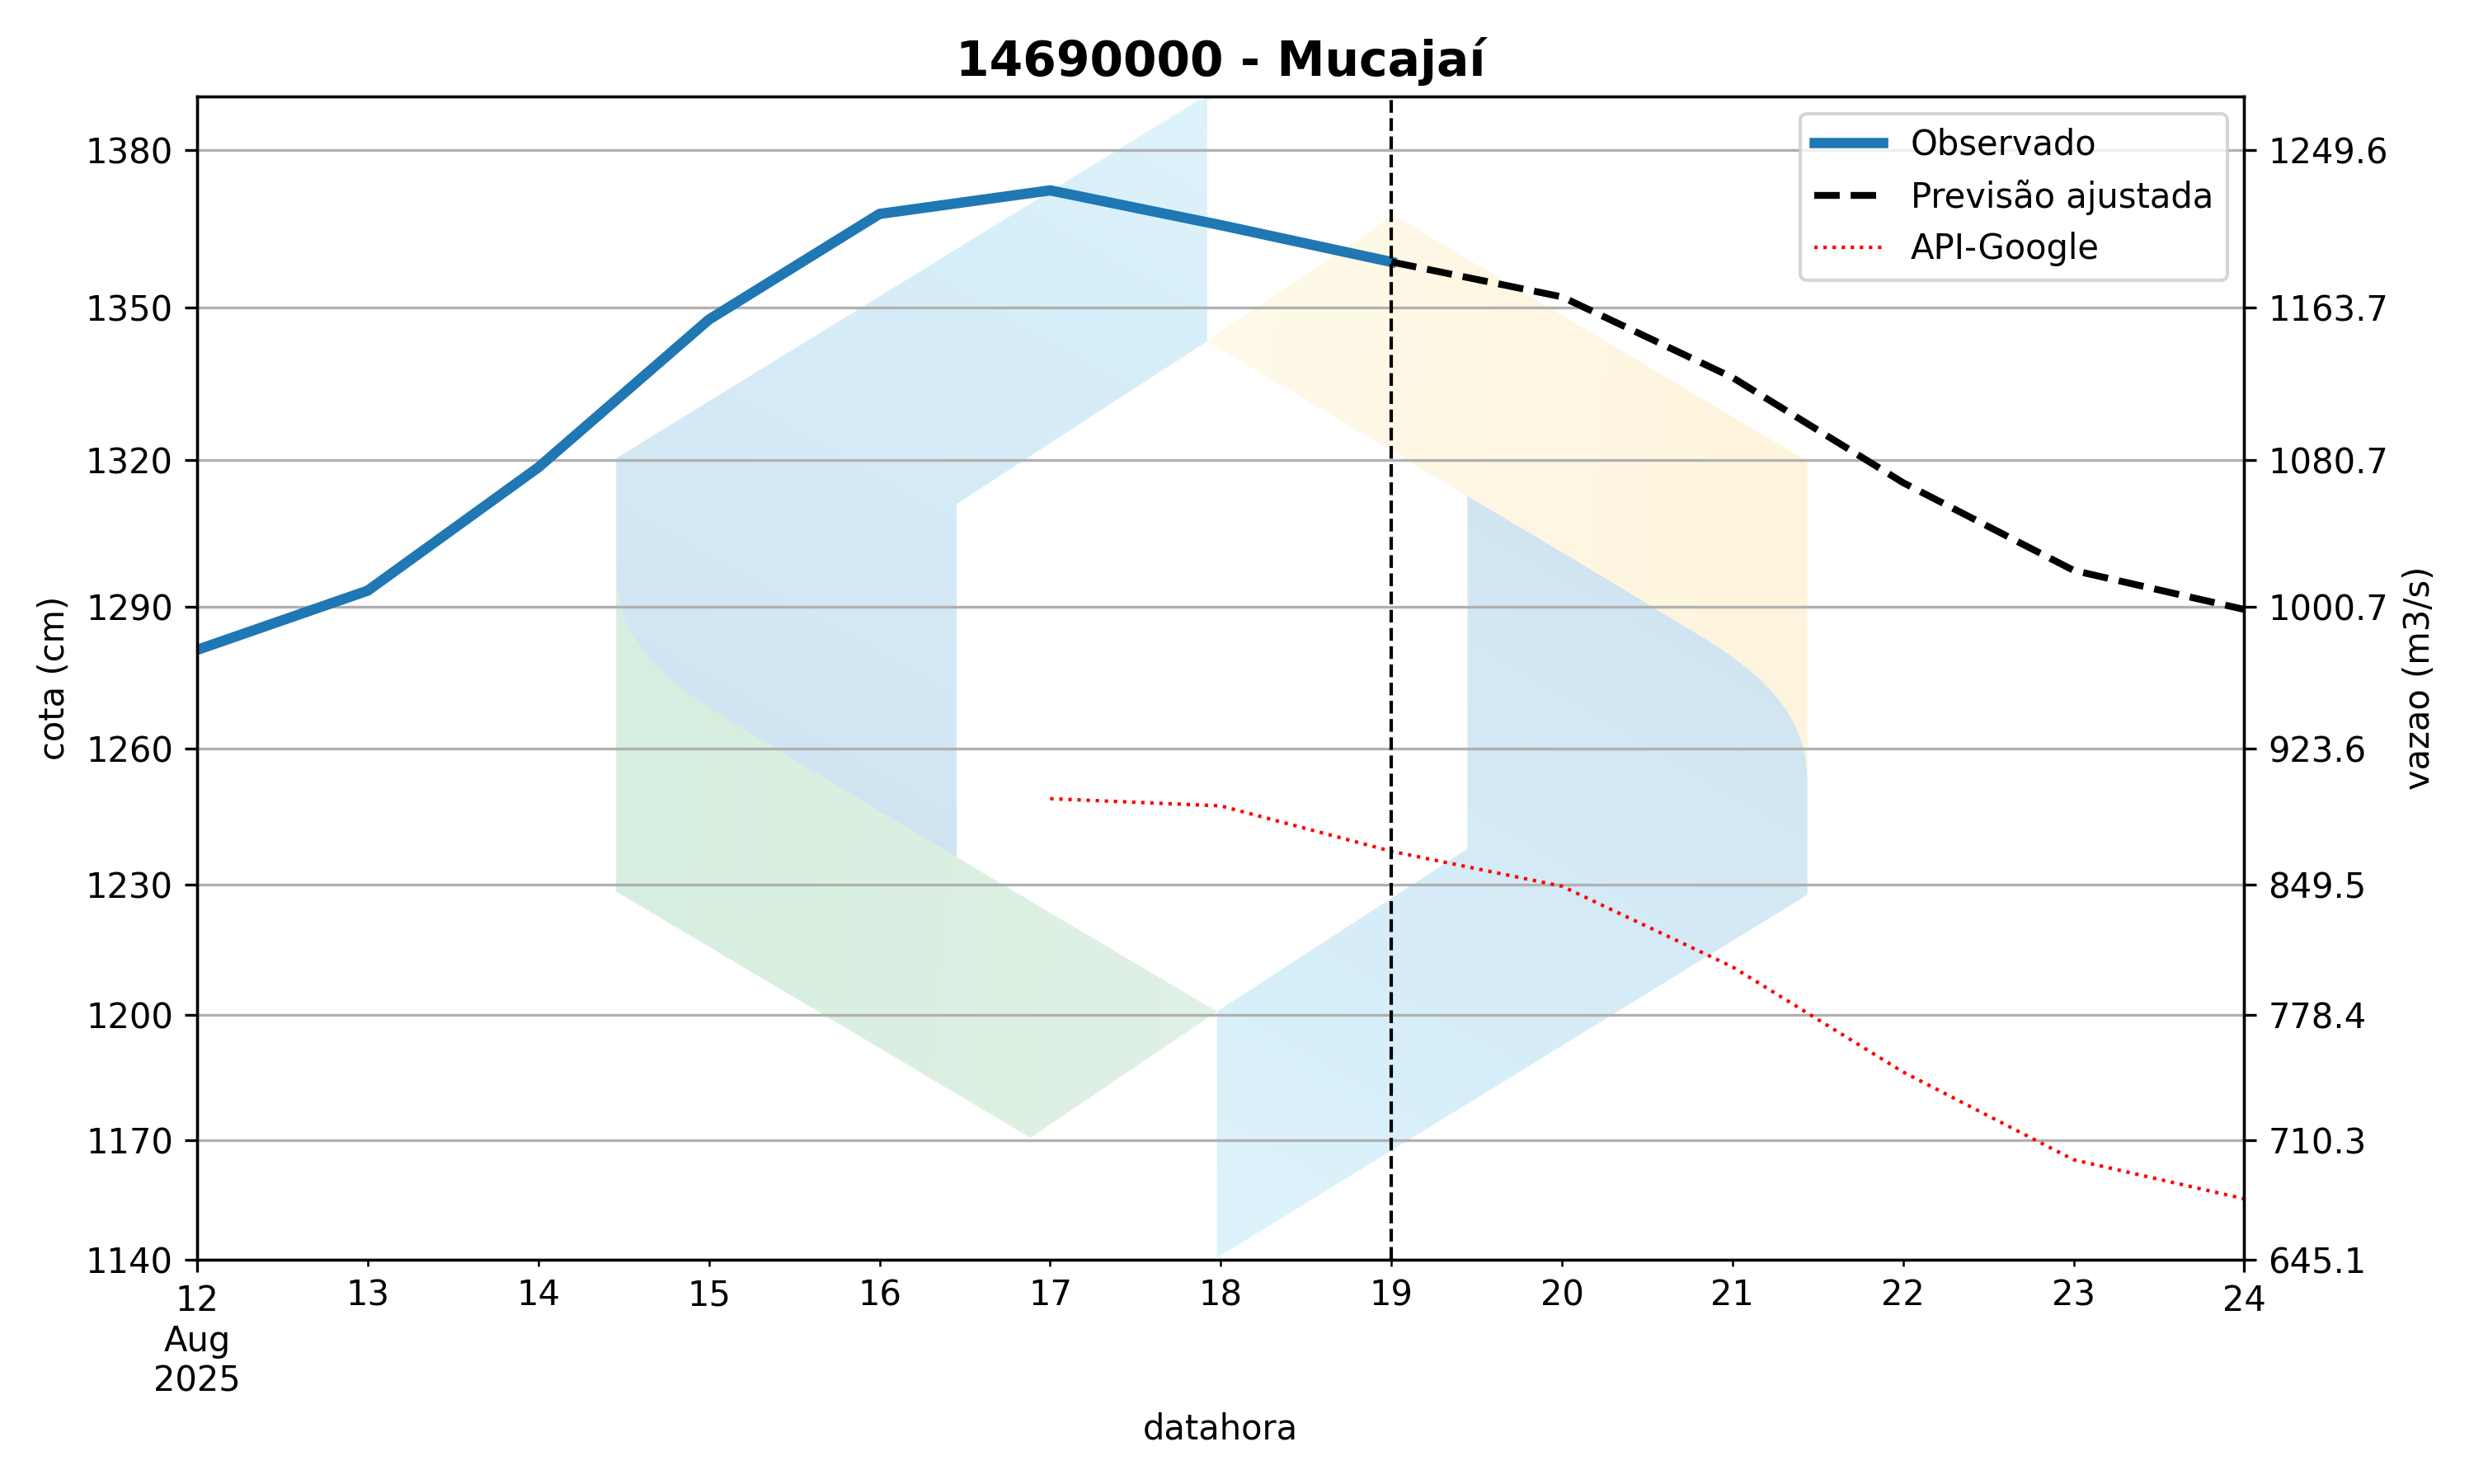 14690000 - Mucajaí
Observado
Previsão ajustada
API-Google
1380
1350
1320
1290
1260
1230
1200
1170
1140
cota (cm)
1249.6
1163.7
1080.7
1000.7
923.6
849.5
778.4
710.3
645.1
vazao (m3/s)
12 13 14 15 16 17 18 19 20 21 22 23 24
Aug
2025
datahora